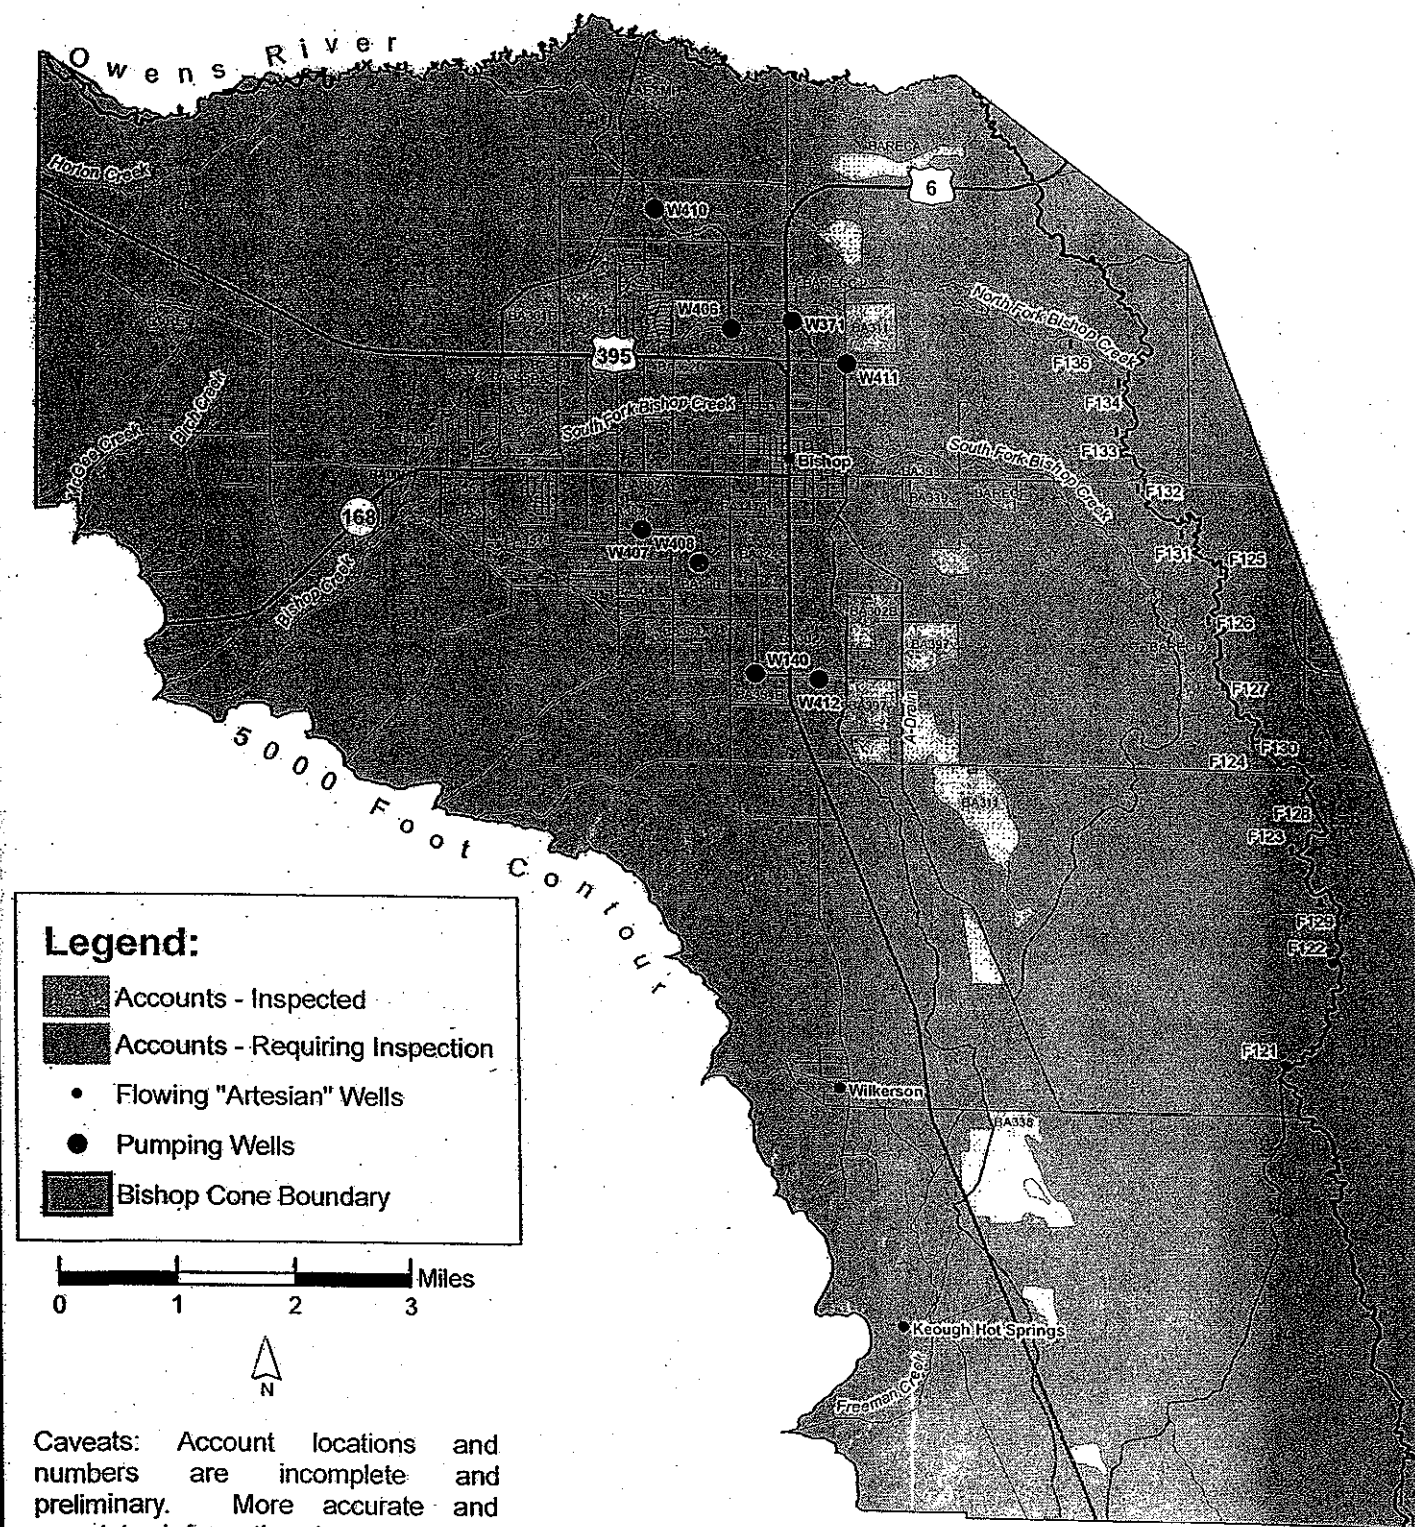 Owens River
Horton Creek
BARECA
6
W410
North Fork Bishop Creek
W406
W371
395
W411
F136
F134
South Fork Bishop Creek
Birch Creek
McGee Creek
F133
South Fork Bishop Creek
Bishop
F132
168
W407
W408
F131
F125
Bishop Creek
F126
W140
W412
F127
A-Drain
5000 Foot Contour
F130
F124
F128
F123
F129
F122
F121
Wilkerson
BA338
Keough Hot Springs
Freeman Creek
Legend:
Accounts - Inspected
Accounts - Requiring Inspection
Flowing "Artesian" Wells
Pumping Wells
Bishop Cone Boundary
Miles
0 1 2 3
N
Caveats: Account locations and
numbers are incomplete and
preliminary. More accurate and